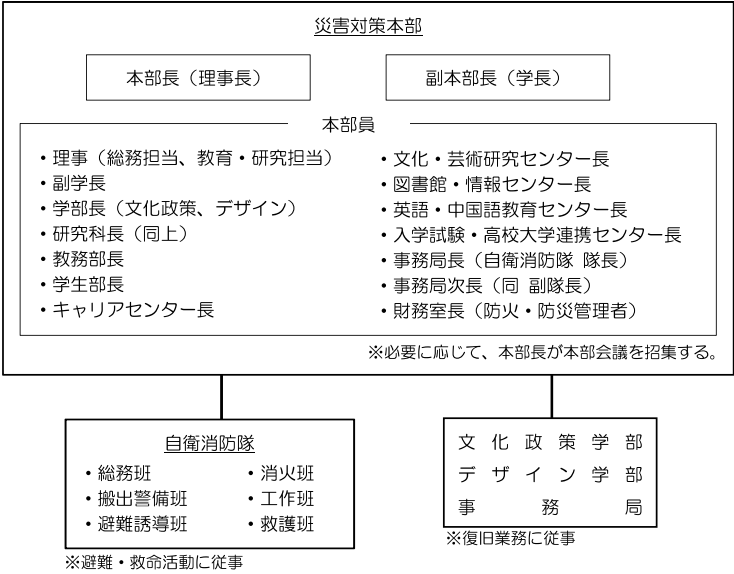 災害対策本部
本部長（理事長）
副本部長（学長）
本部員
・理事（総務担当、教育・研究担当）
・副学長
・学部長（文化政策、デザイン）
・研究科長（同上）
・教務部長
・学生部長
・キャリアセンター長
・文化・芸術研究センター長
・図書館・情報センター長
・英語・中国語教育センター長
・入学試験・高校大学連携センター長
・事務局長（自衛消防隊 隊長）
・事務局次長（同 副隊長）
・財務室長（防火・防災管理者）
※必要に応じて、本部長が本部会議を招集する。
自衛消防隊
・総務班
・搬出警備班
・避難誘導班
・消火班
・工作班
・救護班
※避難・救命活動に従事
文化政策学部
デザイン学部
事務局
※復旧業務に従事